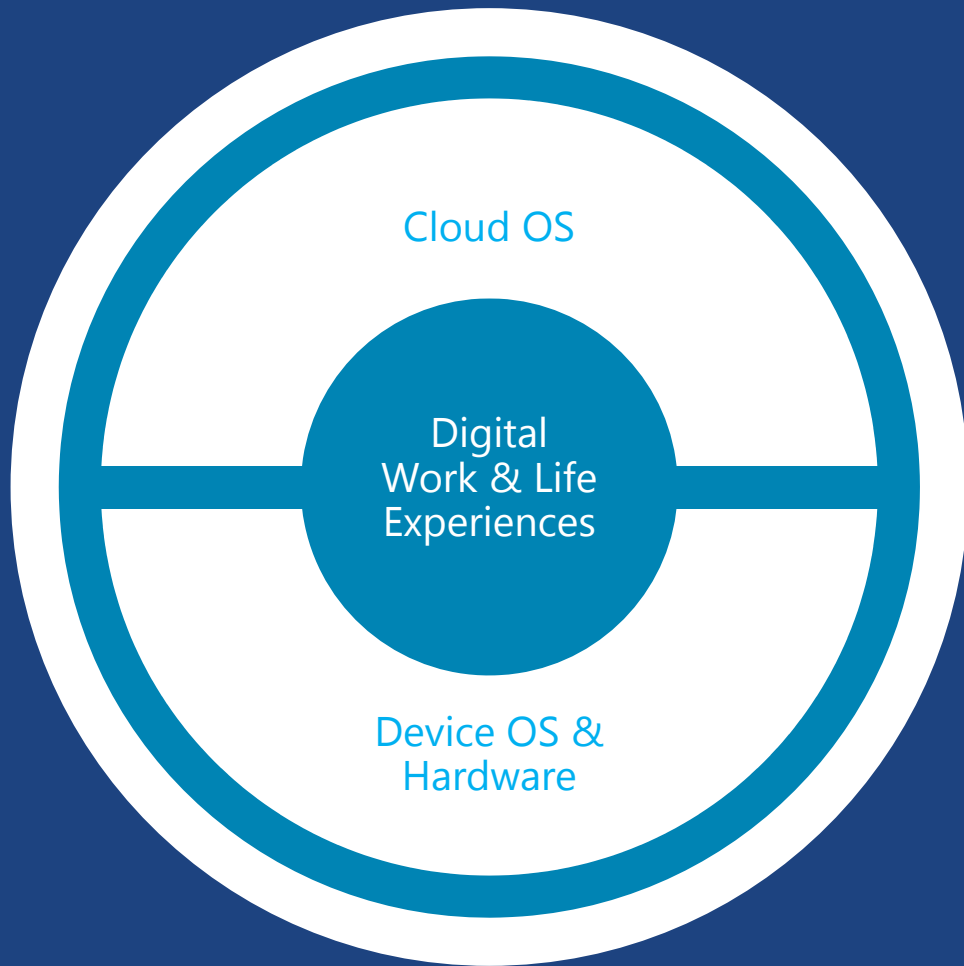 Cloud OS
Digital
Work & Life
Experiences
Device OS &
Hardware